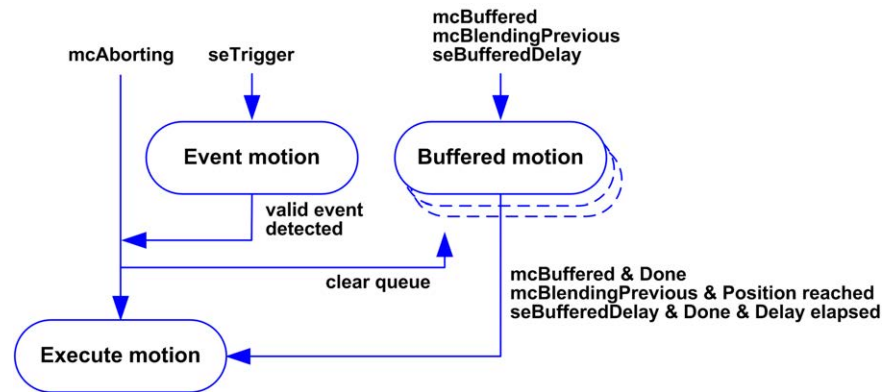 mcBuffered
mcBlendingPrevious
seBufferedDelay
mcAborting
seTrigger
Event motion
Buffered motion
valid event
detected
clear queue
mcBuffered & Done
mcBlendingPrevious & Position reached
seBufferedDelay & Done & Delay elapsed
Execute motion